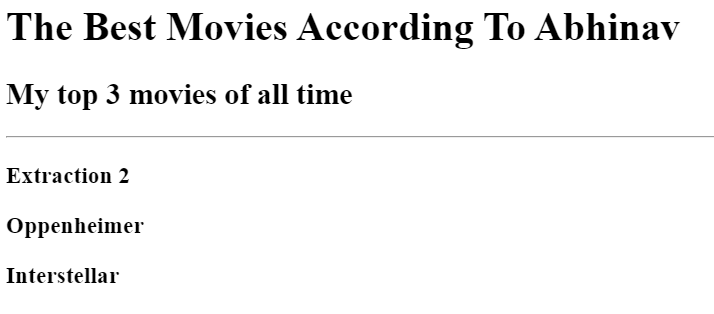 The Best Movies According To Abhinav
My top 3 movies of all time
Extraction 2
Oppenheimer
Interstellar